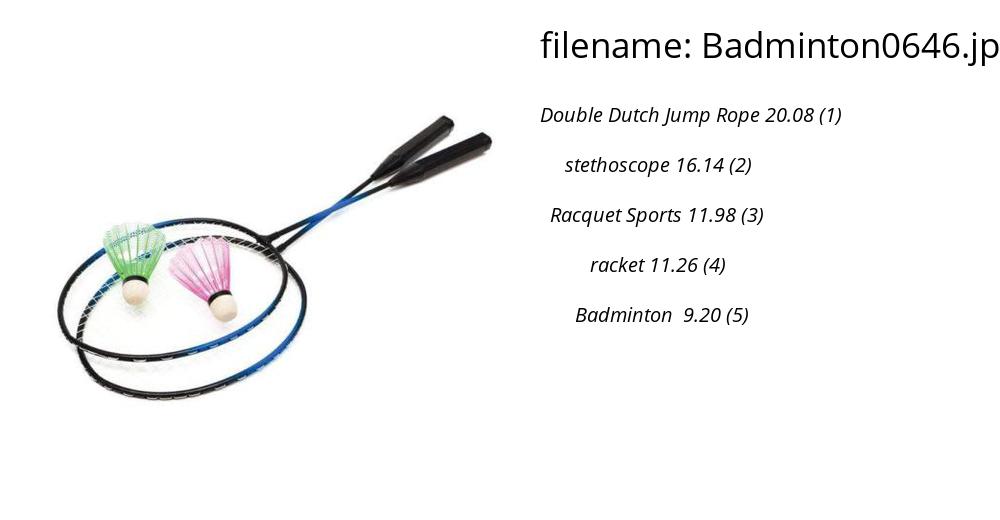 filename: Badminton0646.jp
Double Dutch Jump Rope 20.08 (1)
stethoscope 16.14 (2)
Racquet Sports 11.98 (3)
racket 11.26 (4)
Badminton  9.20 (5)